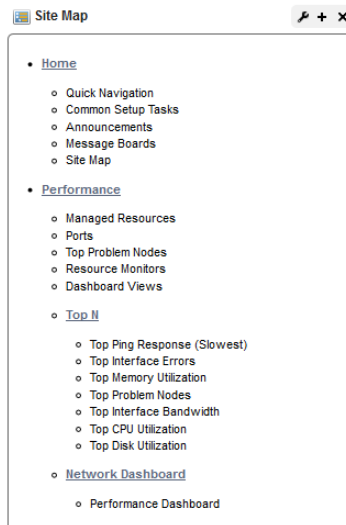 Site Map
Home
Quick Navigation
Common Setup Tasks
Announcements
Message Boards
Site Map
Performance
Managed Resources
Ports
Top Problem Nodes
Resource Monitors
Dashboard Views
Top N
Top Ping Response (Slowest)
Top Interface Errors
Top Memory Utilization
Top Problem Nodes
Top Interface Bandwidth
Top CPU Utilization
Top Disk Utilization
Network Dashboard
Performance Dashboard